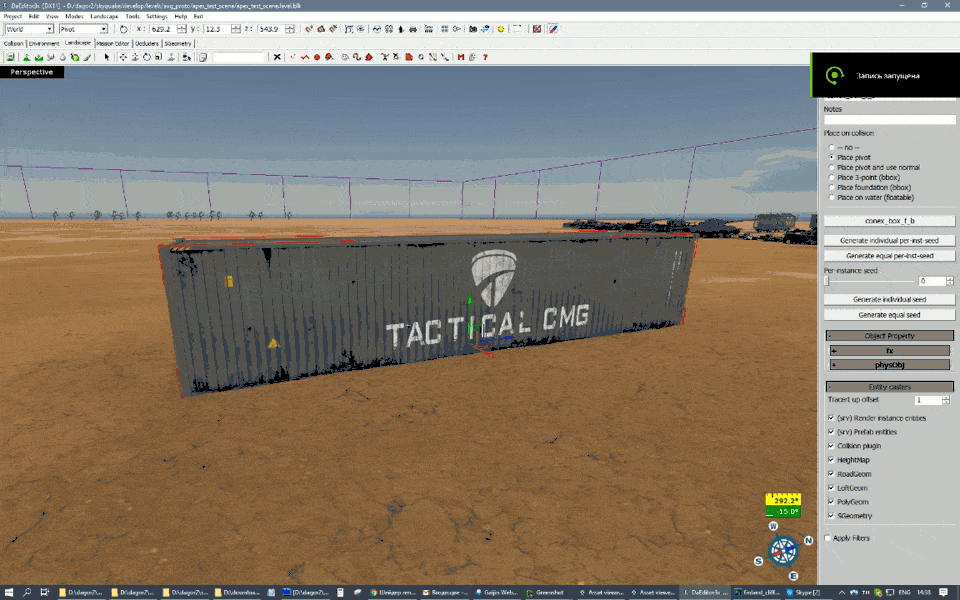 DaEditor3x [DX11] - D:/dagor2/skyquake/develop/levels/avg_proto/apex_test_scene/apex_test_scene.level.blk
Project Edit View Modes Landscape Tools Settings Help Exit
World Pivot x: 629.2 y: 12.3 z: 543.9
Collision Environment Landscape Mission Editor Occluders SGeometry
Perspective
Запись запущена
Notes
Place on collision
-- no --
Place pivot
Place pivot and use normal
Place 3-point (bbox)
Place foundation (bbox)
Place on water (floatable)
conex_box_f_b
Generate individual per-inst-seed
Generate equal per-inst-seed
Per-instance seed
0
Generate individual seed
Generate equal seed
- Object Property
+ fx
+ physObj
- Entity casters
Tracert up offset 1
(srv) Render instance entities
(srv) Prefab entities
Collision plugin
HeightMap
RoadGeom
LoftGeom
PolyGeom
SGeometry
Apply Filters
TACTICAL CMG
292.2°
-15.0°
W
N
S
E
D:\dagor2\... D:\dagor2\... D:\dagor2\... D:\downloa... [D:\dagor2\... Шнідер гел... Входящие -... Gaijin Web... Greenshot Asset viewe... Asset viewe... DaEditor3x ... Skype [2] ENG 14:58